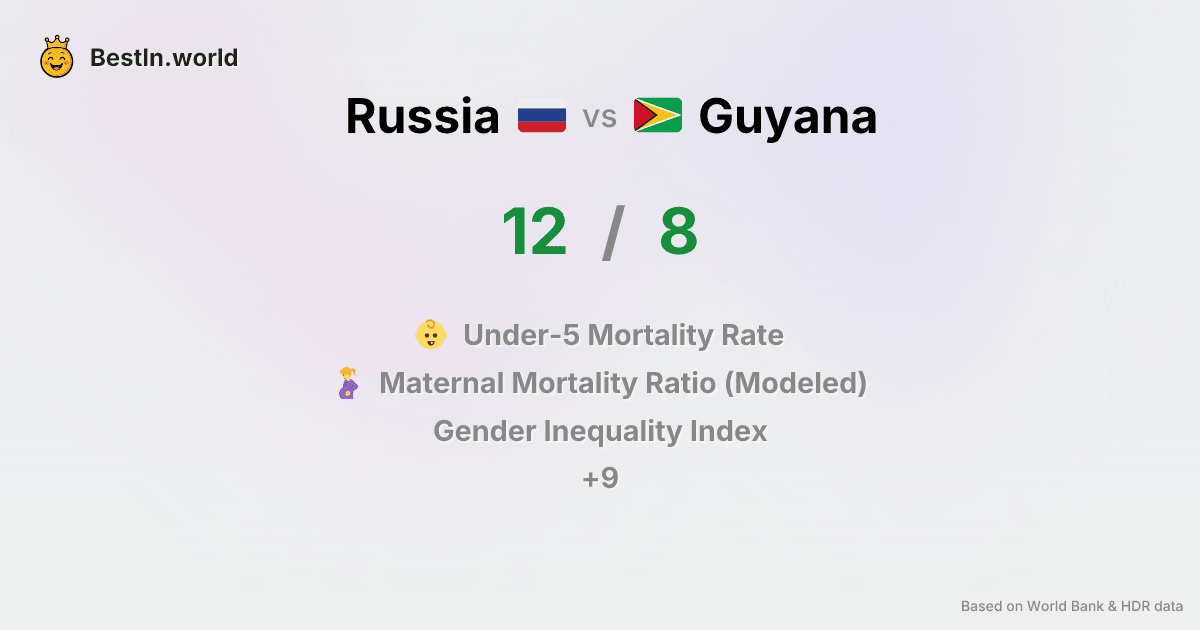 BestIn.world
Russia vs Guyana
12 / 8
Under-5 Mortality Rate
Maternal Mortality Ratio (Modeled)
Gender Inequality Index
+9
Based on World Bank & HDR data